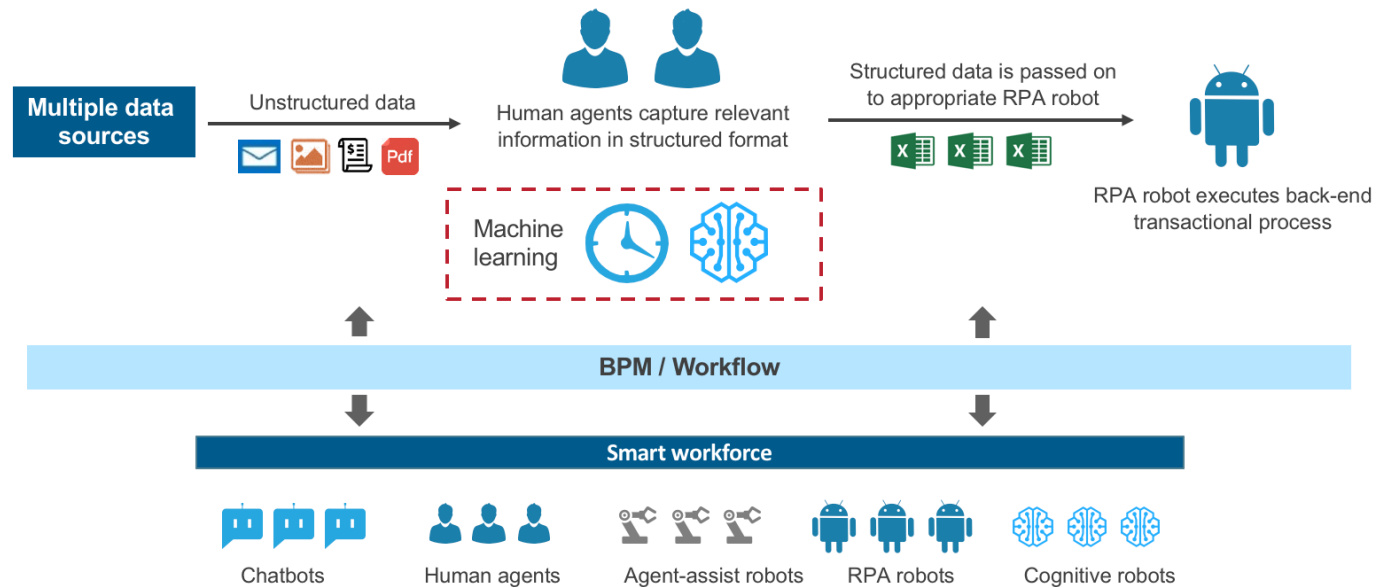 Multiple data
sources
Unstructured data
Pdf
Human agents capture relevant
information in structured format
Structured data is passed on
to appropriate RPA robot
X
X
X
RPA robot executes back-end
transactional process
Machine
learning
BPM / Workflow
Smart workforce
Chatbots
Human agents
Agent-assist robots
RPA robots
Cognitive robots